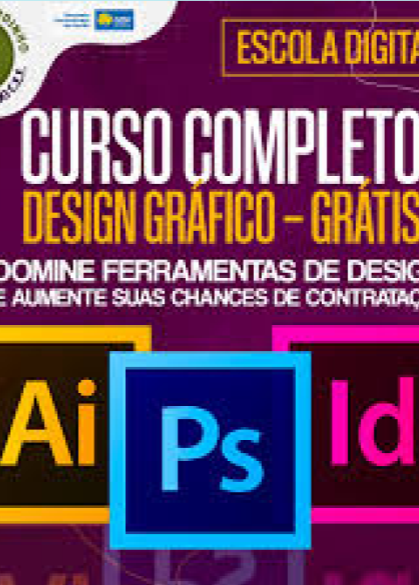 ESCOLA DIGITA
CURSO COMPLETO
DESIGN GRÁFICO – GRÁTIS
DOMINE FERRAMENTAS DE DESIG
E AUMENTE SUAS CHANCES DE CONTRATAÇ
Ai
Ps
Id